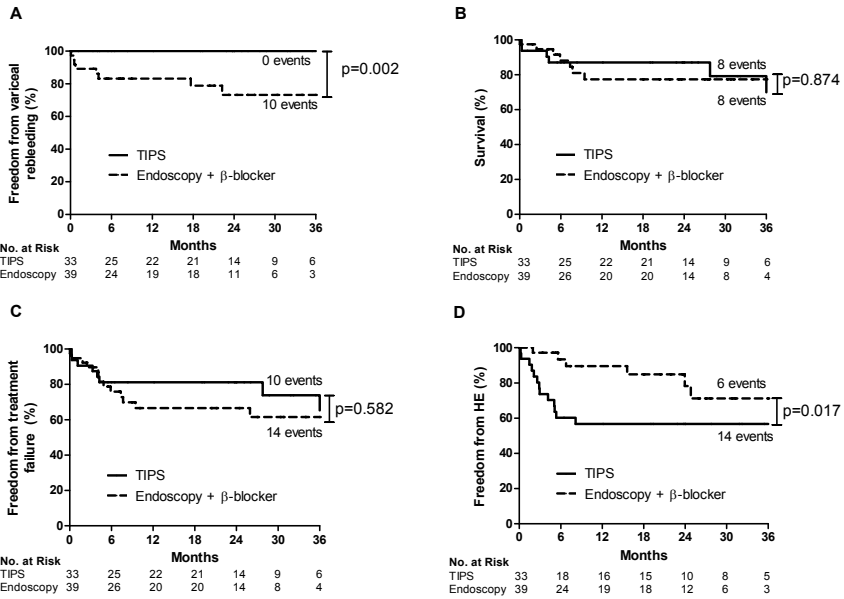 A
Freedom from variceal
rebleeding (%)
100
80
60
40
20
0
0 events
10 events
p=0.002
TIPS
Endoscopy + β-blocker
0 6 12 18 24 30 36
Months
No. at Risk
TIPS 33 25 22 21 14 9 6
Endoscopy 39 24 19 18 11 6 3
B
Survival (%)
100
80
60
40
20
0
8 events
8 events
p=0.874
TIPS
Endoscopy + β-blocker
0 6 12 18 24 30 36
Months
No. at Risk
TIPS 33 25 22 21 14 9 6
Endoscopy 39 26 20 20 14 8 4
C
Freedom from treatment
failure (%)
100
80
60
40
20
0
10 events
14 events
p=0.582
TIPS
Endoscopy + β-blocker
0 6 12 18 24 30 36
Months
No. at Risk
TIPS 33 25 22 21 14 9 6
Endoscopy 39 26 20 20 14 8 4
D
Freedom from HE (%)
100
80
60
40
20
0
6 events
14 events
p=0.017
TIPS
Endoscopy + β-blocker
0 6 12 18 24 30 36
Months
No. at Risk
TIPS 33 18 16 15 10 8 5
Endoscopy 39 24 19 18 12 6 3